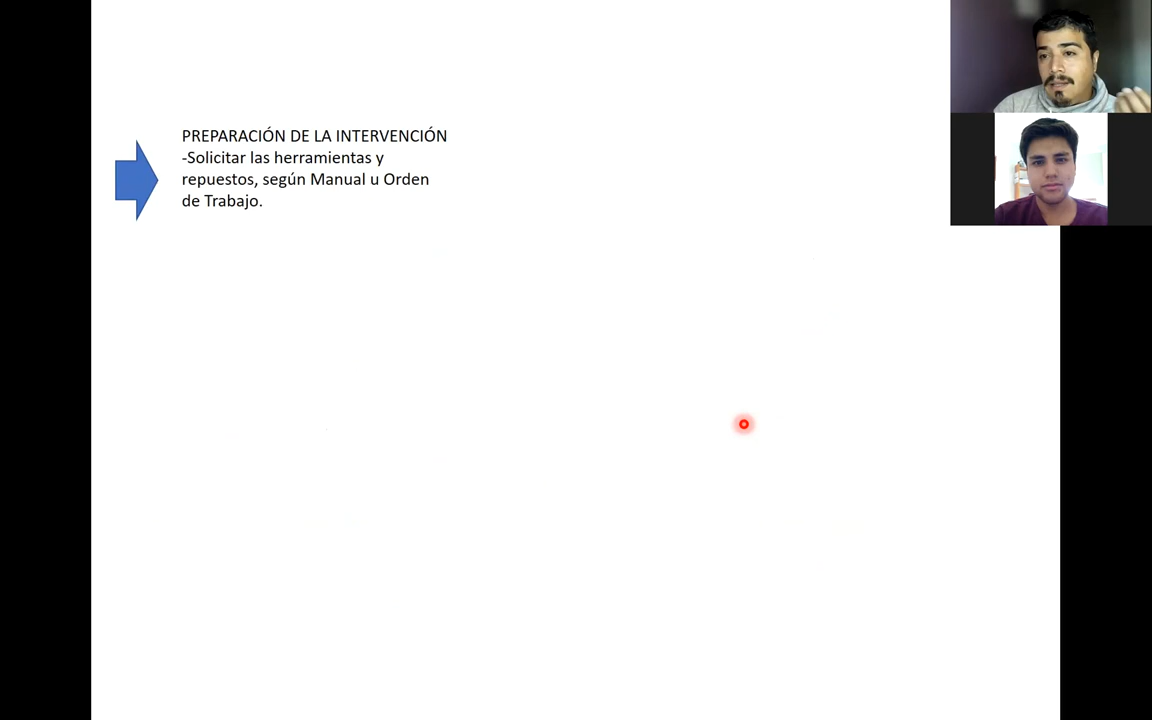 PREPARACIÓN DE LA INTERVENCIÓN
-Solicitar las herramientas y
repuestos, según Manual u Orden
de Trabajo.